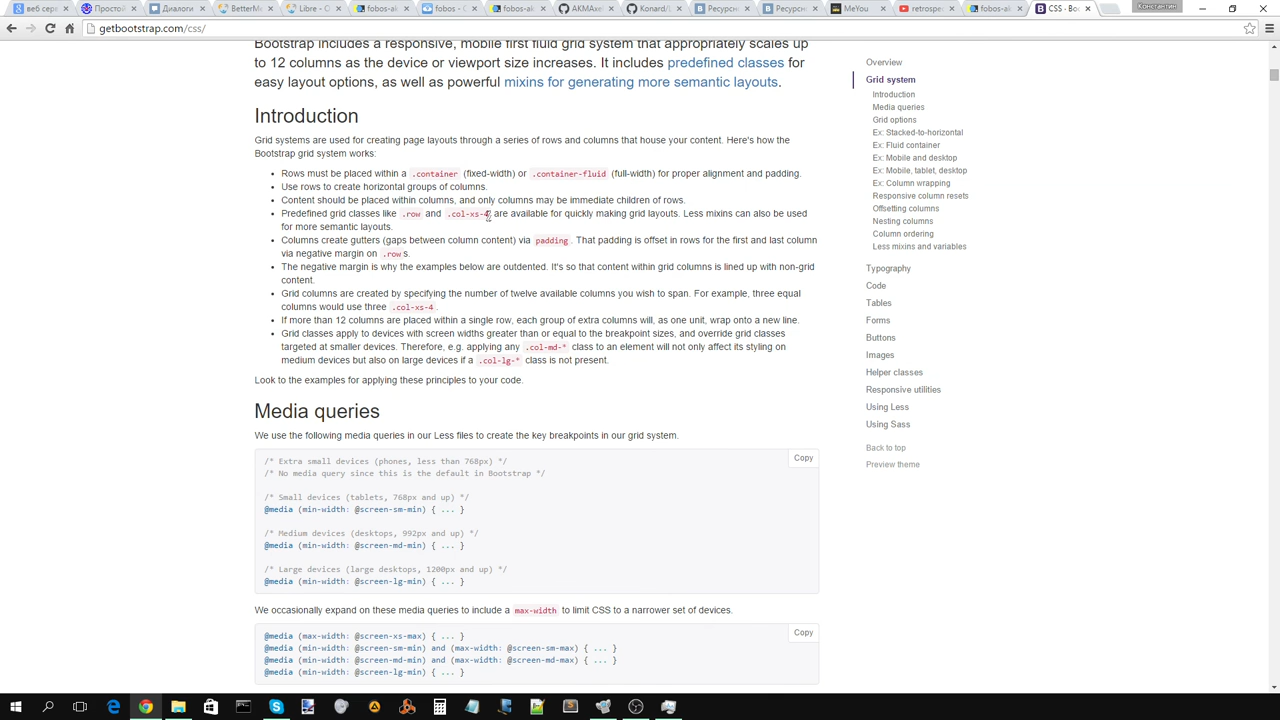 веб серв
Простой
Диалоги
BetterMe
Libre - C
fobos-al
fobos - C
fobos-al
AKMAxe
Konard/L
Ресурсн
Ресурсн
MeYou
retrospec
fobos-al
CSS · Boo
Константин
getbootstrap.com/css/
Bootstrap includes a responsive, mobile first fluid grid system that appropriately scales up
to 12 columns as the device or viewport size increases. It includes predefined classes for
easy layout options, as well as powerful mixins for generating more semantic layouts.
Introduction
Grid systems are used for creating page layouts through a series of rows and columns that house your content. Here's how the
Bootstrap grid system works:
• Rows must be placed within a .container (fixed-width) or .container-fluid (full-width) for proper alignment and padding.
• Use rows to create horizontal groups of columns.
• Content should be placed within columns, and only columns may be immediate children of rows.
• Predefined grid classes like .row and .col-xs-4 are available for quickly making grid layouts. Less mixins can also be used
for more semantic layouts.
• Columns create gutters (gaps between column content) via padding. That padding is offset in rows for the first and last column
via negative margin on .row s.
• The negative margin is why the examples below are outdented. It's so that content within grid columns is lined up with non-grid
content.
• Grid columns are created by specifying the number of twelve available columns you wish to span. For example, three equal
columns would use three .col-xs-4.
• If more than 12 columns are placed within a single row, each group of extra columns will, as one unit, wrap onto a new line.
• Grid classes apply to devices with screen widths greater than or equal to the breakpoint sizes, and override grid classes
targeted at smaller devices. Therefore, e.g. applying any .col-md-* class to an element will not only affect its styling on
medium devices but also on large devices if a .col-lg-* class is not present.
Look to the examples for applying these principles to your code.
Media queries
We use the following media queries in our Less files to create the key breakpoints in our grid system.
Copy
/* Extra small devices (phones, less than 768px) */
/* No media query since this is the default in Bootstrap */
/* Small devices (tablets, 768px and up) */
@media (min-width: @screen-sm-min) { ... }
/* Medium devices (desktops, 992px and up) */
@media (min-width: @screen-md-min) { ... }
/* Large devices (large desktops, 1200px and up) */
@media (min-width: @screen-lg-min) { ... }
We occasionally expand on these media queries to include a max-width to limit CSS to a narrower set of devices.
Copy
@media (max-width: @screen-xs-max) { ... }
@media (min-width: @screen-sm-min) and (max-width: @screen-sm-max) { ... }
@media (min-width: @screen-md-min) and (max-width: @screen-md-max) { ... }
@media (min-width: @screen-lg-min) { ... }
Overview
Grid system
Introduction
Media queries
Grid options
Ex: Stacked-to-horizontal
Ex: Fluid container
Ex: Mobile and desktop
Ex: Mobile, tablet, desktop
Ex: Column wrapping
Responsive column resets
Offsetting columns
Nesting columns
Column ordering
Less mixins and variables
Typography
Code
Tables
Forms
Buttons
Images
Helper classes
Responsive utilities
Using Less
Using Sass
Back to top
Preview theme